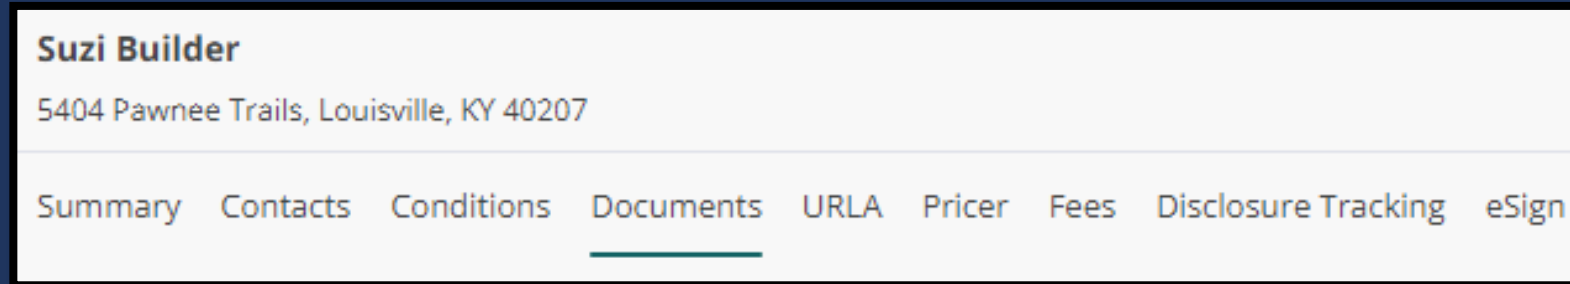 Suzi Builder
5404 Pawnee Trails, Louisville, KY 40207
Summary Contacts Conditions Documents URLA Pricer Fees Disclosure Tracking eSign